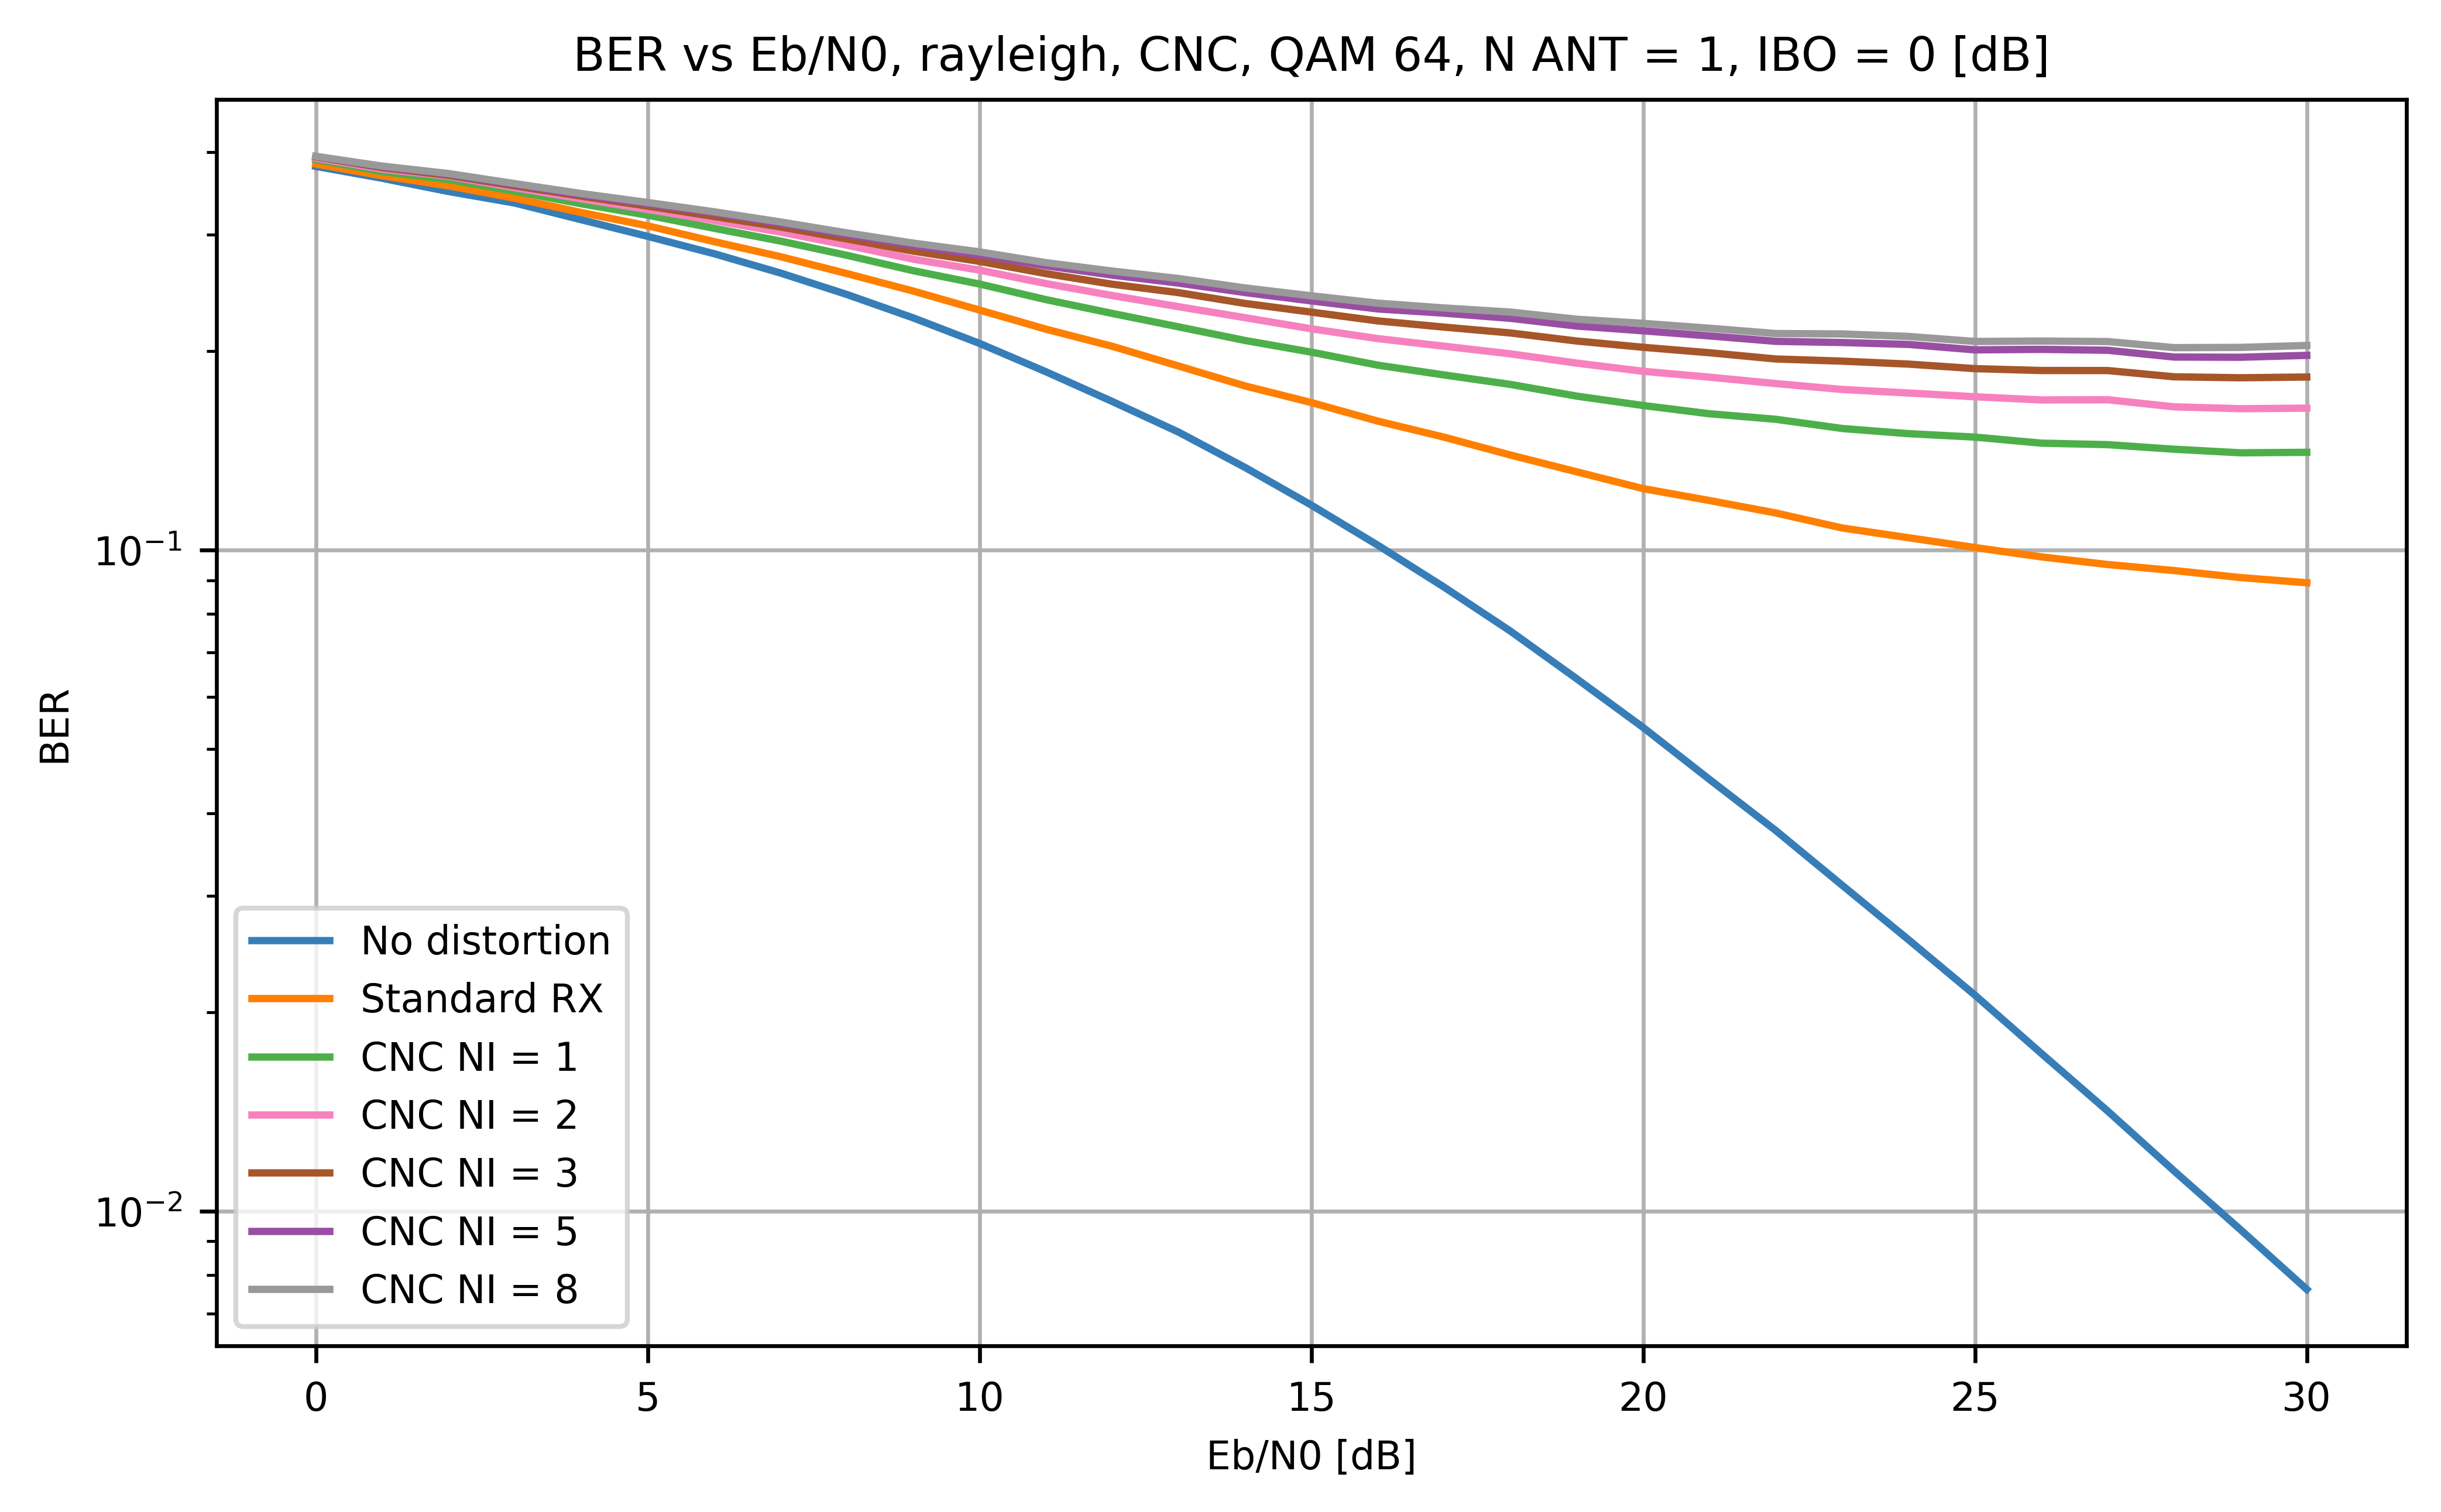 BER vs Eb/N0, rayleigh, CNC, QAM 64, N ANT = 1, IBO = 0 [dB]
BER
10⁻¹
10⁻²
No distortion
Standard RX
CNC NI = 1
CNC NI = 2
CNC NI = 3
CNC NI = 5
CNC NI = 8
0 5 10 15 20 25 30
Eb/N0 [dB]